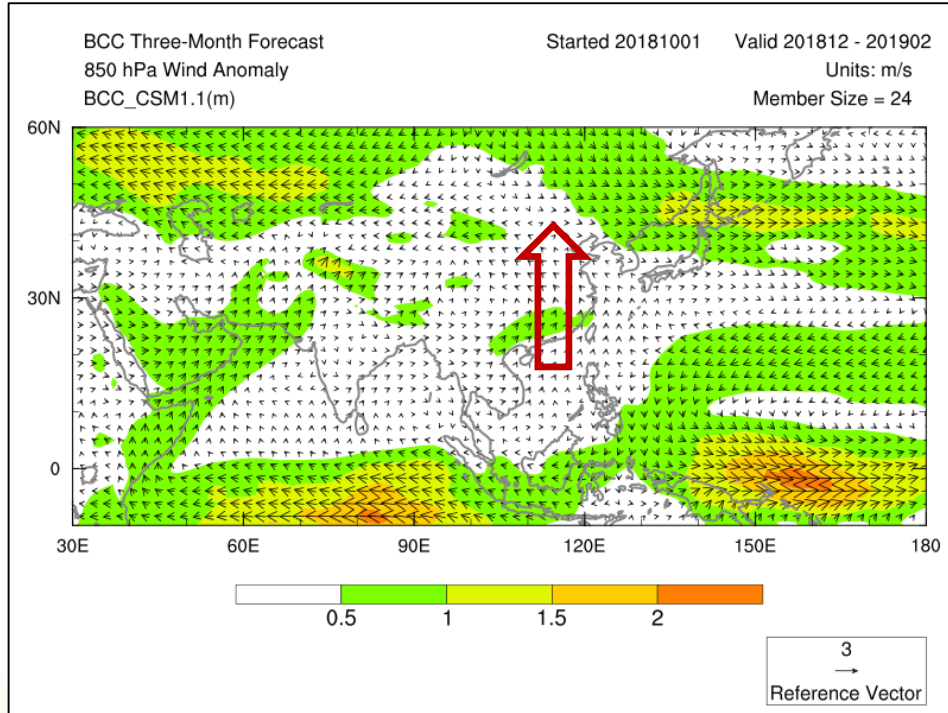 BCC Three-Month Forecast
Started 20181001 Valid 201812 - 201902
850 hPa Wind Anomaly
Units: m/s
BCC_CSM1.1(m)
Member Size = 24
60N
30N
0
30E 60E 90E 120E 150E 180
0.5 1 1.5 2
3
Reference Vector